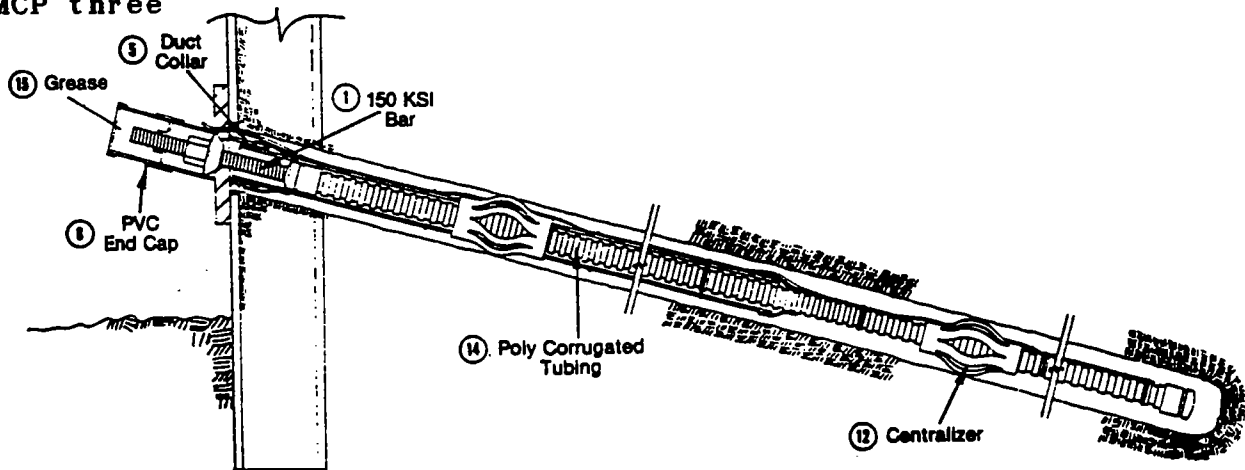 MCP three
5 Duct
Collar
15 Grease
1 150 KSI
Bar
8 PVC
End Cap
14. Poly Corrugated
Tubing
12 Centralizer